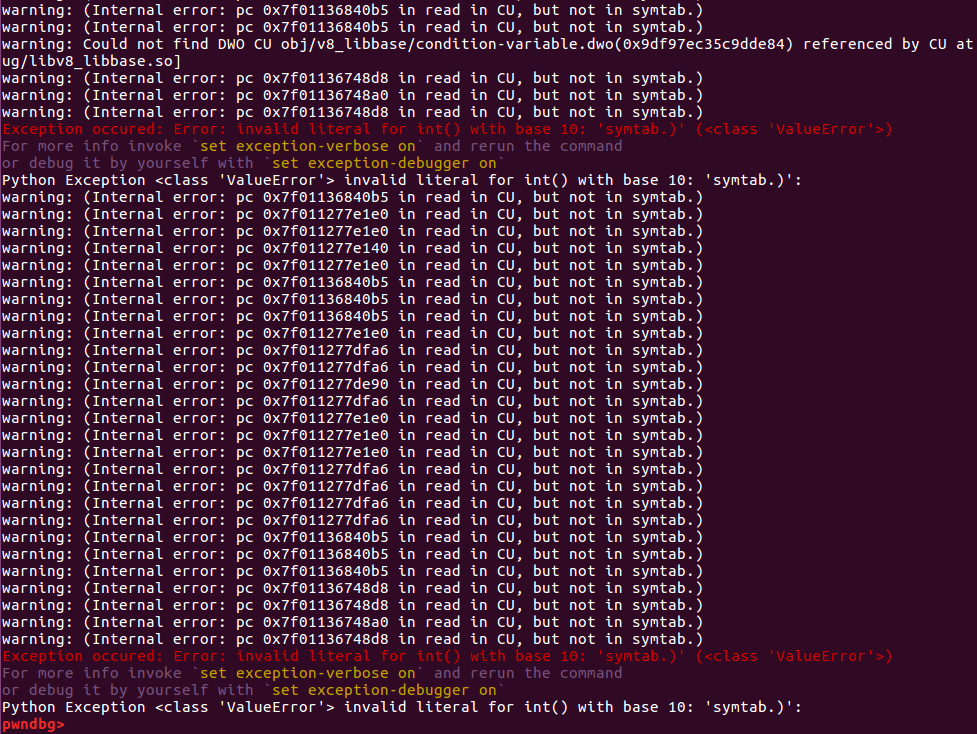 warning: (Internal error: pc 0x7f01136840b5 in read in CU, but not in symtab.)
warning: (Internal error: pc 0x7f01136840b5 in read in CU, but not in symtab.)
warning: Could not find DWO CU obj/v8_libbase/condition-variable.dwo(0x9df97ec35c9dde84) referenced by CU at
ug/libv8_libbase.so]
warning: (Internal error: pc 0x7f01136748d8 in read in CU, but not in symtab.)
warning: (Internal error: pc 0x7f01136748a0 in read in CU, but not in symtab.)
warning: (Internal error: pc 0x7f01136748d8 in read in CU, but not in symtab.)
Exception occured: Error: invalid literal for int() with base 10: 'symtab.)' (<class 'ValueError'>)
For more info invoke `set exception-verbose on` and rerun the command
or debug it by yourself with `set exception-debugger on`
Python Exception <class 'ValueError'> invalid literal for int() with base 10: 'symtab.)':
warning: (Internal error: pc 0x7f01136840b5 in read in CU, but not in symtab.)
warning: (Internal error: pc 0x7f011277e1e0 in read in CU, but not in symtab.)
warning: (Internal error: pc 0x7f011277e1e0 in read in CU, but not in symtab.)
warning: (Internal error: pc 0x7f011277e140 in read in CU, but not in symtab.)
warning: (Internal error: pc 0x7f011277e1e0 in read in CU, but not in symtab.)
warning: (Internal error: pc 0x7f01136840b5 in read in CU, but not in symtab.)
warning: (Internal error: pc 0x7f01136840b5 in read in CU, but not in symtab.)
warning: (Internal error: pc 0x7f01136840b5 in read in CU, but not in symtab.)
warning: (Internal error: pc 0x7f011277e1e0 in read in CU, but not in symtab.)
warning: (Internal error: pc 0x7f011277dfa6 in read in CU, but not in symtab.)
warning: (Internal error: pc 0x7f011277dfa6 in read in CU, but not in symtab.)
warning: (Internal error: pc 0x7f011277de90 in read in CU, but not in symtab.)
warning: (Internal error: pc 0x7f011277dfa6 in read in CU, but not in symtab.)
warning: (Internal error: pc 0x7f011277e1e0 in read in CU, but not in symtab.)
warning: (Internal error: pc 0x7f011277e1e0 in read in CU, but not in symtab.)
warning: (Internal error: pc 0x7f011277e1e0 in read in CU, but not in symtab.)
warning: (Internal error: pc 0x7f011277dfa6 in read in CU, but not in symtab.)
warning: (Internal error: pc 0x7f011277dfa6 in read in CU, but not in symtab.)
warning: (Internal error: pc 0x7f011277dfa6 in read in CU, but not in symtab.)
warning: (Internal error: pc 0x7f011277dfa6 in read in CU, but not in symtab.)
warning: (Internal error: pc 0x7f01136840b5 in read in CU, but not in symtab.)
warning: (Internal error: pc 0x7f01136840b5 in read in CU, but not in symtab.)
warning: (Internal error: pc 0x7f01136840b5 in read in CU, but not in symtab.)
warning: (Internal error: pc 0x7f01136748d8 in read in CU, but not in symtab.)
warning: (Internal error: pc 0x7f01136748d8 in read in CU, but not in symtab.)
warning: (Internal error: pc 0x7f01136748a0 in read in CU, but not in symtab.)
warning: (Internal error: pc 0x7f01136748d8 in read in CU, but not in symtab.)
Exception occured: Error: invalid literal for int() with base 10: 'symtab.)' (<class 'ValueError'>)
For more info invoke `set exception-verbose on` and rerun the command
or debug it by yourself with `set exception-debugger on`
Python Exception <class 'ValueError'> invalid literal for int() with base 10: 'symtab.)':
pwndbg>